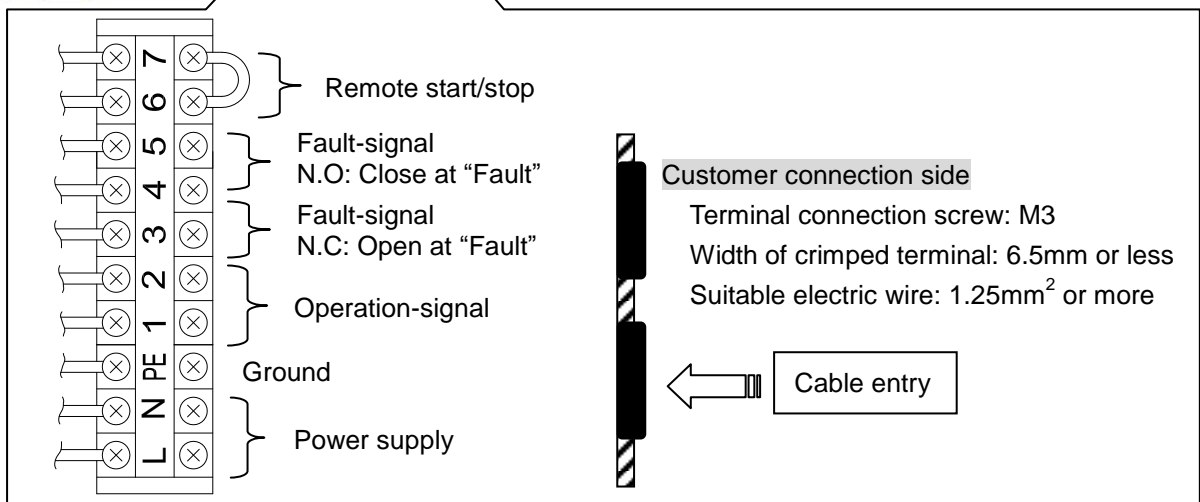 7
6
Remote start/stop
5
4
Fault-signal
N.O: Close at “Fault”
3
Fault-signal
N.C: Open at “Fault”
2
1
Operation-signal
PE
Ground
N
L
Power supply
Customer connection side
Terminal connection screw: M3
Width of crimped terminal: 6.5mm or less
Suitable electric wire: 1.25mm² or more
Cable entry